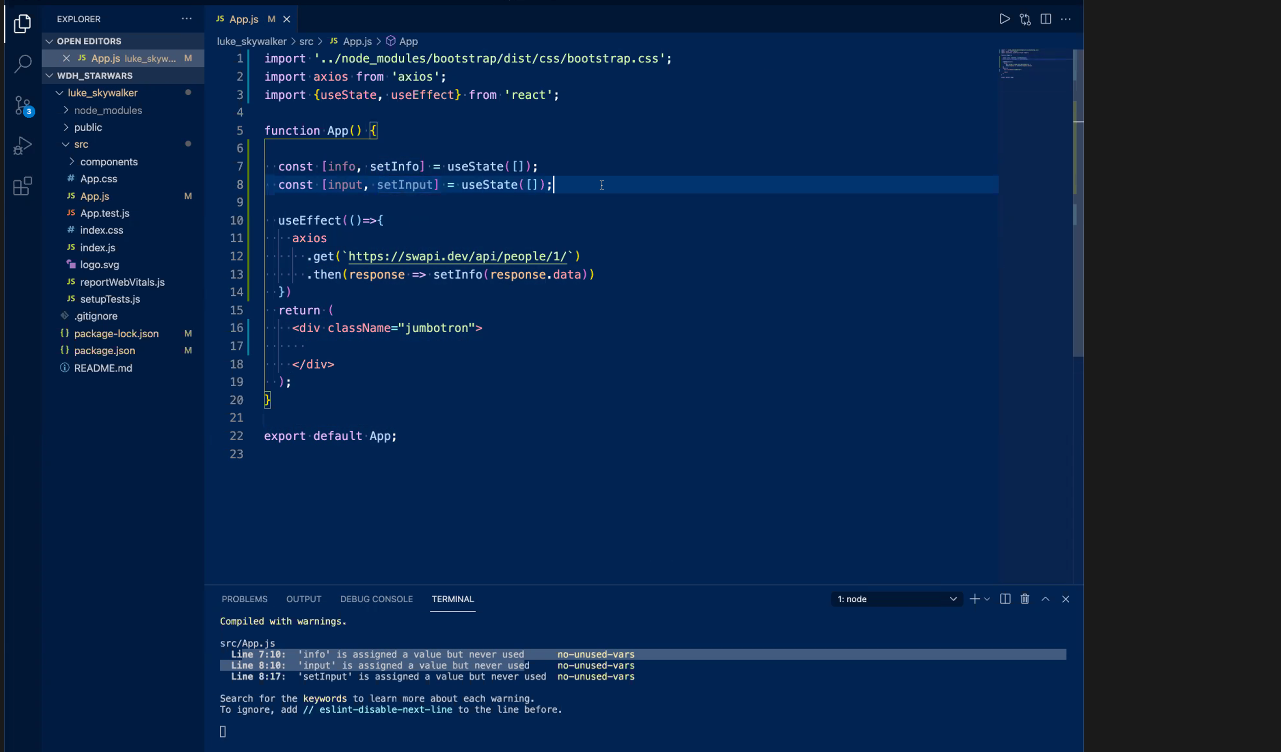 EXPLORER
···
JS App.js M ×
OPEN EDITORS
× JS App.js luke_skyw... M
WDH_STARWARS
luke_skywalker
node_modules
public
src
components
# App.css
JS App.js M
JS App.test.js
# index.css
JS index.js
logo.svg
JS reportWebVitals.js
JS setupTests.js
.gitignore
{} package-lock.json M
{} package.json M
README.md
3
luke_skywalker > src > JS App.js > App
1 import '../node_modules/bootstrap/dist/css/bootstrap.css';
2 import axios from 'axios';
3 import {useState, useEffect} from 'react';
4
5 function App() {
6
7 const [info, setInfo] = useState([]);
8 const [input, setInput] = useState([]);
9
10 useEffect(()=>{
11 axios
12 .get(`https://swapi.dev/api/people/1/`)
13 .then(response => setInfo(response.data))
14 })
15 return (
16 <div className="jumbotron">
17
18 </div>
19 );
20 }
21
22 export default App;
23
PROBLEMS OUTPUT DEBUG CONSOLE TERMINAL
1: node
Compiled with warnings.
src/App.js
Line 7:10: 'info' is assigned a value but never used no-unused-vars
Line 8:10: 'input' is assigned a value but never used no-unused-vars
Line 8:17: 'setInput' is assigned a value but never used no-unused-vars
Search for the keywords to learn more about each warning.
To ignore, add // eslint-disable-next-line to the line before.